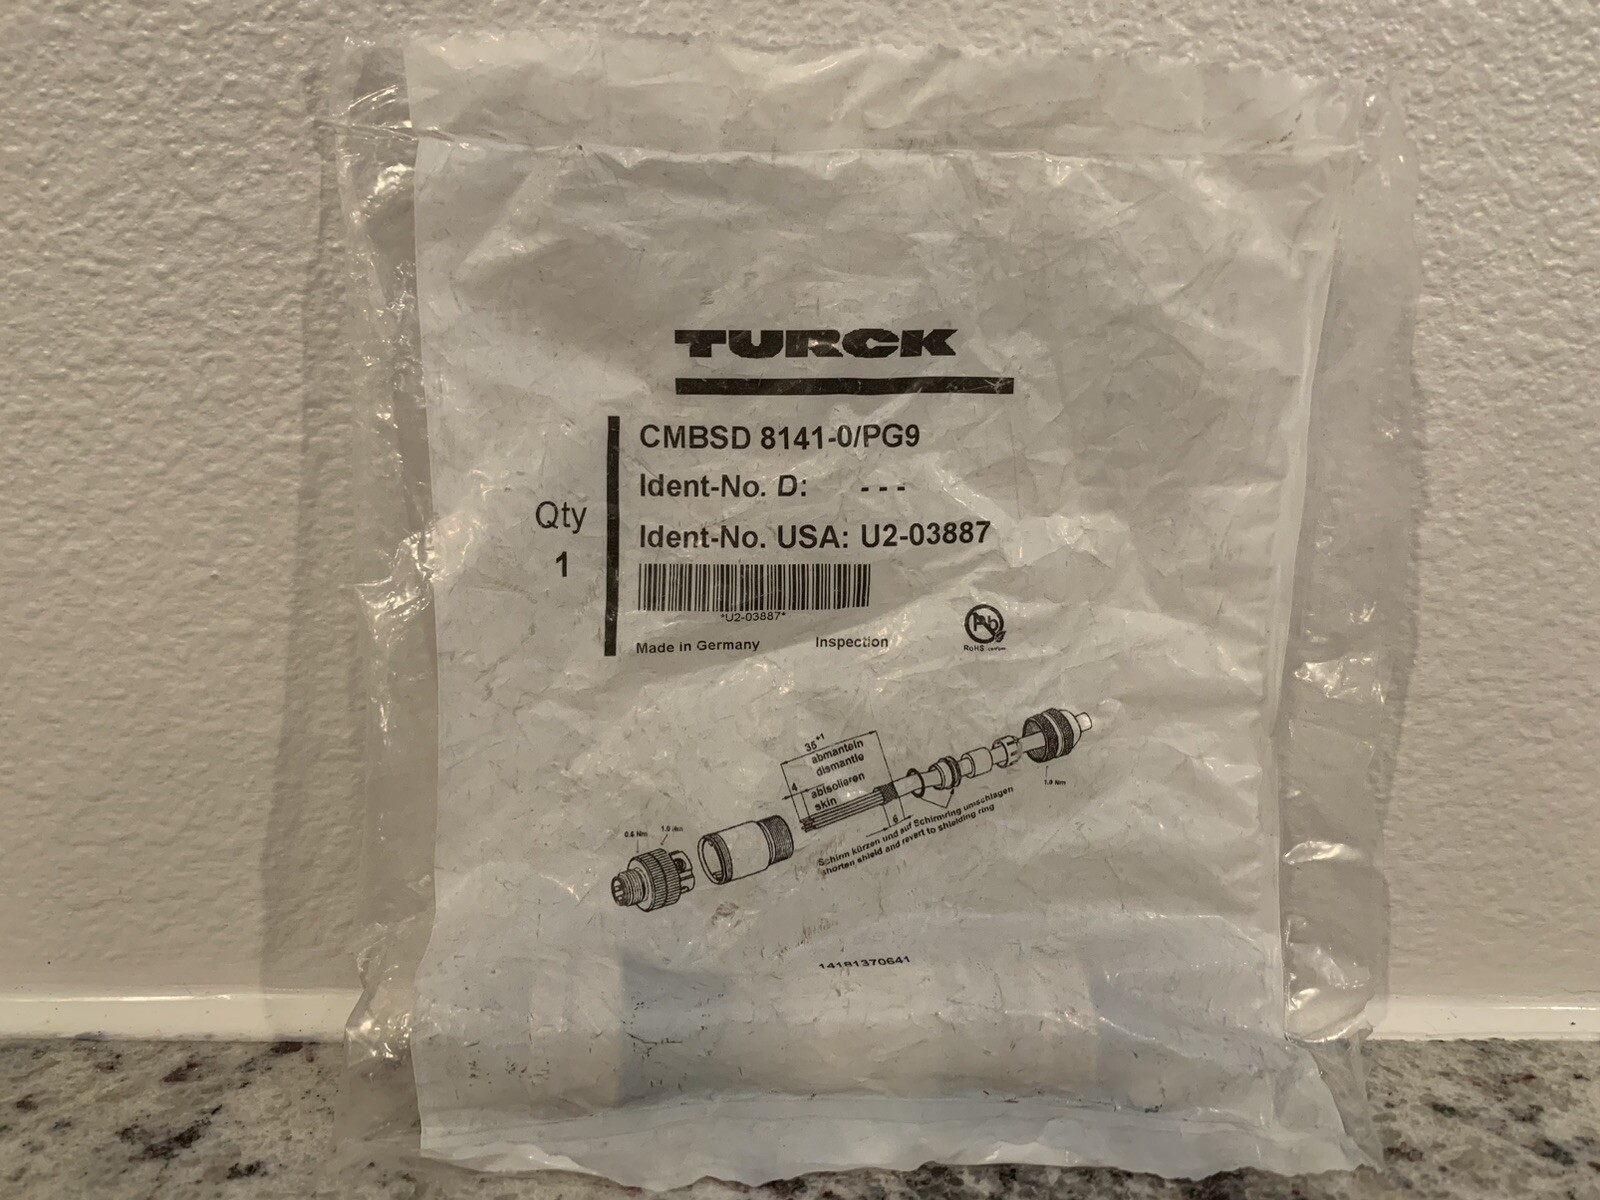 TURCK
CMBSD 8141-0/PG9
Ident-No. D: ---
Qty
1
Ident-No. USA: U2-03887
*U2-03887*
Made in Germany Inspection
Pb
RoHS
35+1
abmanteln
dismantle
4
abisolieren
skin
6
1.8 Nm
Schirm kürzen und auf Schirmring umschlagen
shorten shield and revert to shielding ring
0.6 Nm 1.0 Nm
14181370641